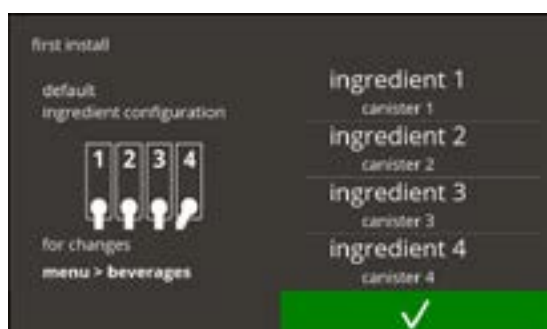 first install
default
ingredient configuration
1 2 3 4
for changes
menu > beverages
ingredient 1
canister 1
ingredient 2
canister 2
ingredient 3
canister 3
ingredient 4
canister 4